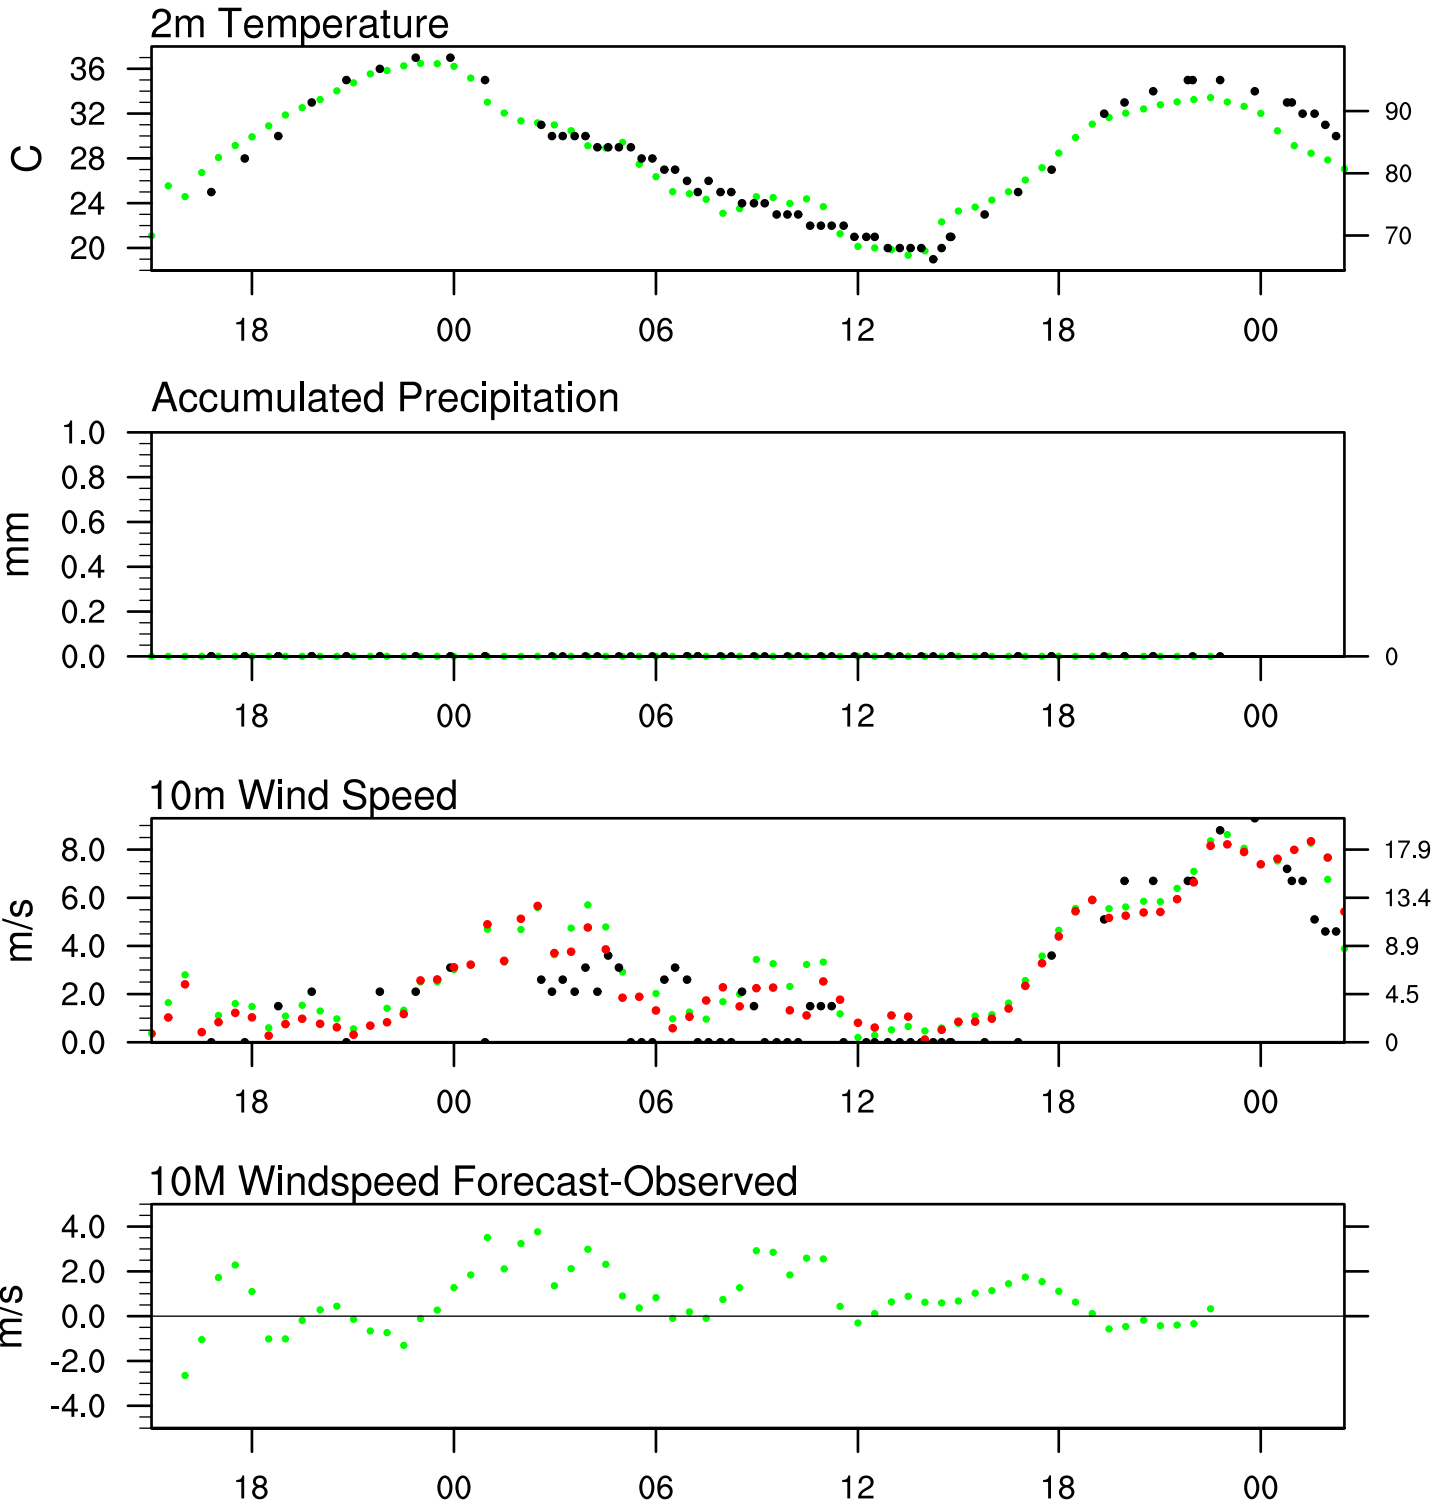 2m Temperature
36
32
28
24
20
C
90
80
70
18 00 06 12 18 00
Accumulated Precipitation
1.0
0.8
0.6
0.4
0.2
0.0
mm
0
18 00 06 12 18 00
10m Wind Speed
8.0
6.0
4.0
2.0
0.0
m/s
17.9
13.4
8.9
4.5
0
18 00 06 12 18 00
10M Windspeed Forecast-Observed
4.0
2.0
0.0
-2.0
-4.0
m/s
18 00 06 12 18 00